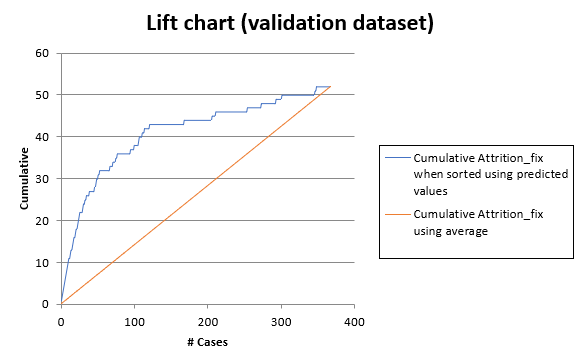 Lift chart (validation dataset)
60
50
40
30
20
10
0
Cumulative
0 100 200 300 400
# Cases
Cumulative Attrition_fix
when sorted using predicted
values
Cumulative Attrition_fix
using average